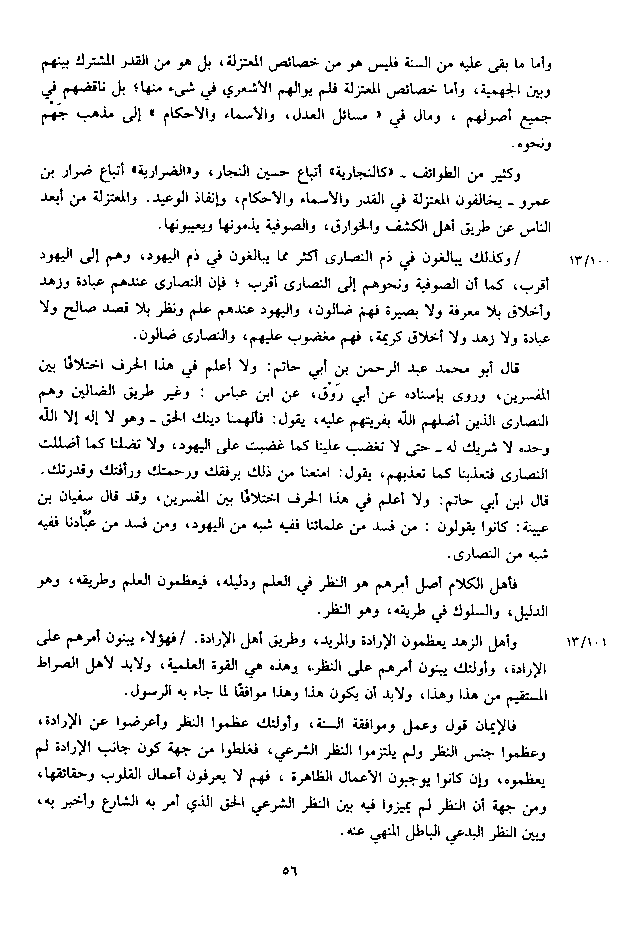 وأما ما بقى عليه من السنة فليس هو من خصائص المعتزلة، بل هو من القدر المشترك بينهم
وبين الجهمية، وأما خصائص المعتزلة فلم يوالهم الأشعري في شىء منها؛ بل ناقضهم في
جميع أصولهم ، ومال في « مسائل العدل، والأسماء والأحكام » إلى مذهب جَهْم
ونحوه.
وكثير من الطوائف ـ «كالنجارية» أتباع حسين النجار، و«الضرارية» أتباع ضرار بن
عمرو ـ يخالفون المعتزلة في القدر والأسماء والأحكام، وإنفاذ الوعيد. والمعتزلة من أبعد
الناس عن طريق أهل الكشف والخوارق، والصوفية يذمونها ويعيبونها.
١٣/١٠٠ / وكذلك يبالغون في ذم النصارى أكثر مما يبالغون في ذم اليهود، وهم إلى اليهود
أقرب، كما أن الصوفية ونحوهم إلى النصارى أقرب ؛ فإن النصارى عندهم عبادة وزهد
وأخلاق بلا معرفة ولا بصيرة فهم ضالون، واليهود عندهم علم ونظر بلا قصد صالح ولا
عبادة ولا زهد ولا أخلاق كريمة، فهم مغضوب عليهم، والنصارى ضالون.
قال أبو محمد عبد الرحمن بن أبي حاتم: ولا أعلم في هذا الحرف اختلافًا بين
المفسرين، وروى بإسناده عن أبي رَوْق، عن ابن عباس : وغير طريق الضالين وهم
النصارى الذين أضلهم الله بفريتهم عليه، يقول: فألهمنا دينك الحق ـ وهو لا إله إلا الله
وحده لا شريك له ـ حتى لا تغضب علينا كما غضبت على اليهود، ولا تضلنا كما أضللت
النصارى فتعذبنا كما تعذبهم، يقول: امنعنا من ذلك برفقك ورحمتك ورأفتك وقدرتك.
قال ابن أبي حاتم: ولا أعلم في هذا الحرف اختلافًا بين المفسرين، وقد قال سفيان بن
عيينة: كانوا يقولون : من فسد من علمائنا ففيه شبه من اليهود، ومن فسد من عُبَّادنا ففيه
شبه من النصارى.
فأهل الكلام أصل أمرهم هو النظر في العلم ودليله، فيعظمون العلم وطريقه، وهو
الدليل، والسلوك في طريقه، وهو النظر.
١٣/١٠١ وأهل الزهد يعظمون الإرادة والمريد، وطريق أهل الإرادة. / فهؤلاء يبنون أمرهم على
الإرادة، وأولئك يبنون أمرهم على النظر، وهذه هي القوة العلمية، ولابد لأهل الصراط
المستقيم من هذا وهذا، ولابد أن يكون هذا وهذا موافقًا لما جاء به الرسول.
فالإيمان قول وعمل وموافقة السنة، وأولئك عظموا النظر وأعرضوا عن الإرادة،
وعظموا جنس النظر ولم يلتزموا النظر الشرعي، فغلطوا من جهة كون جانب الإرادة لم
يعظموه، وإن كانوا يوجبون الأعمال الظاهرة ، فهم لا يعرفون أعمال القلوب وحقائقها،
ومن جهة أن النظر لم يميزوا فيه بين النظر الشرعي الحق الذي أمر به الشارع وأخبر به،
وبين النظر البدعي الباطل المنهي عنه.
٥٦